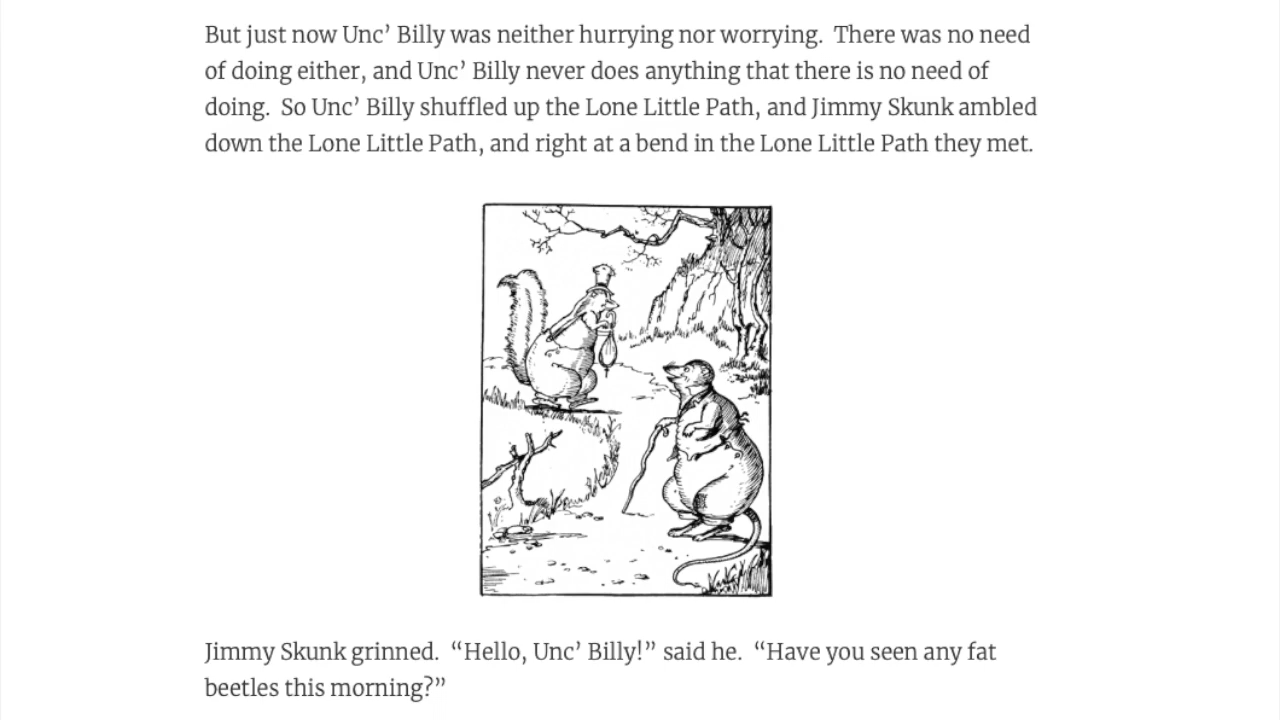 But just now Unc’ Billy was neither hurrying nor worrying.  There was no need
of doing either, and Unc’ Billy never does anything that there is no need of
doing.  So Unc’ Billy shuffled up the Lone Little Path, and Jimmy Skunk ambled
down the Lone Little Path, and right at a bend in the Lone Little Path they met.
Jimmy Skunk grinned.  “Hello, Unc’ Billy!” said he.  “Have you seen any fat
beetles this morning?”